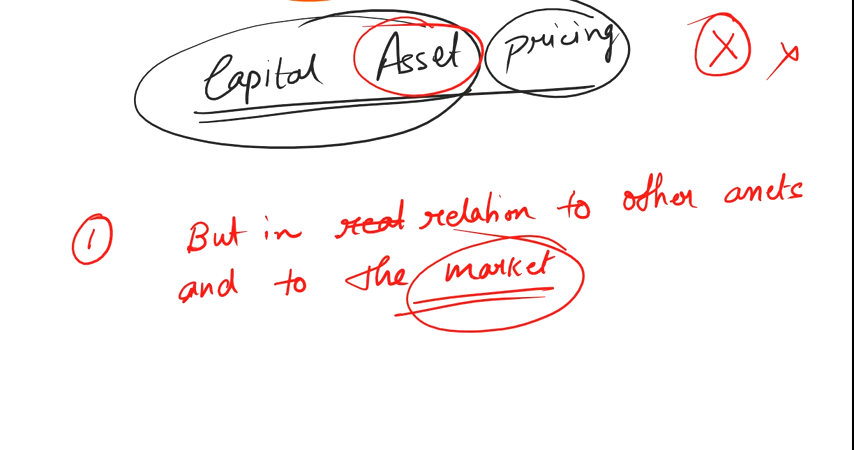 Capital Asset pricing X x
① But in real relation to other assets
and to the market